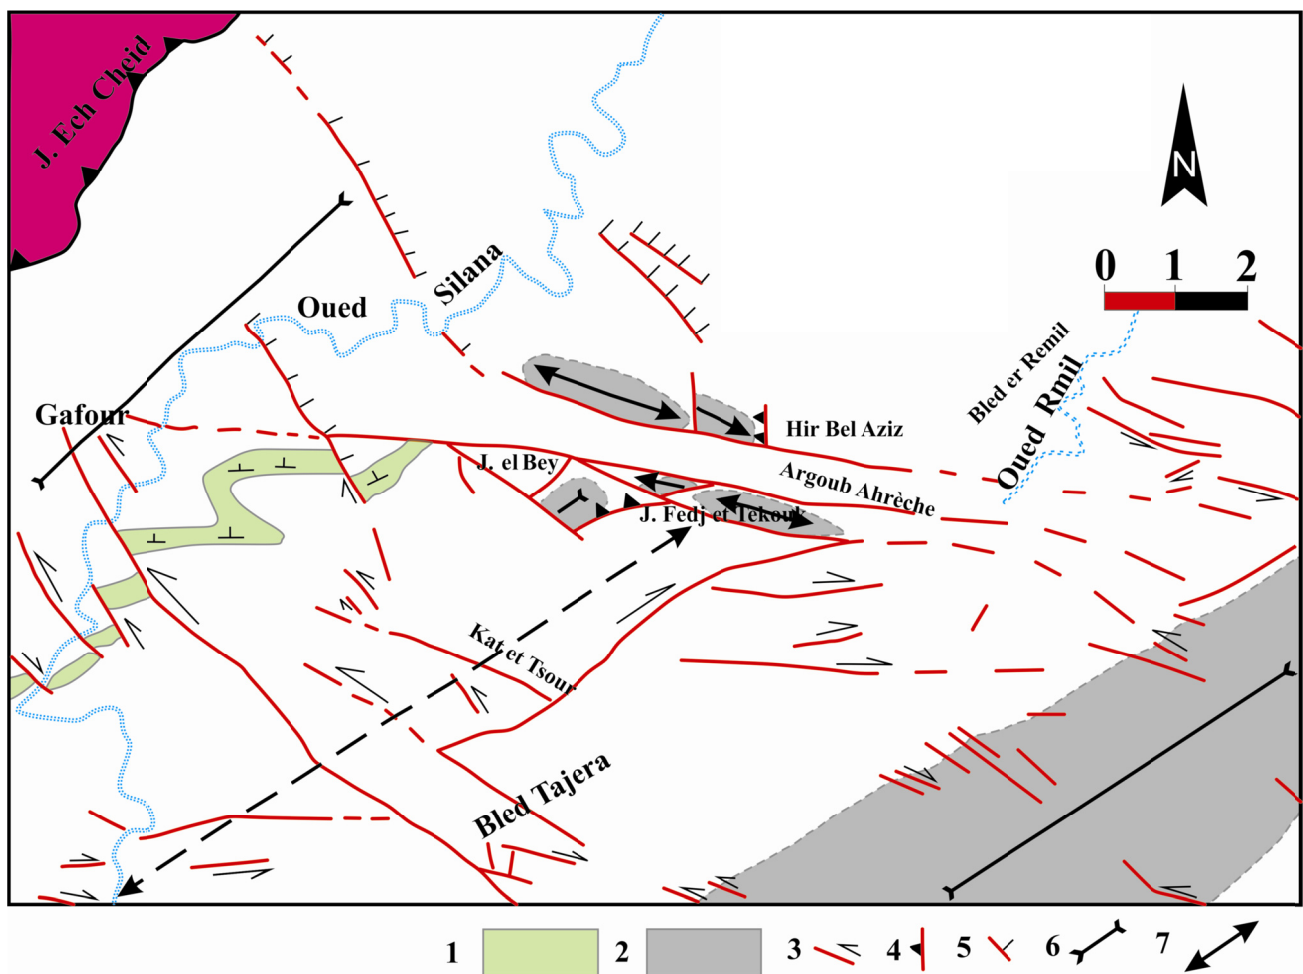 J. Ech Cheid
N
Silana
Oued
0 1 2
Bled er Remil
Oued Rmil
Gafour
Hir Bel Aziz
J. el Bey
Argoub Ahrèche
J. Fedj et Tekouk
Kat et Tsour
Bled Tajera
1 2 3 4 5 6 7